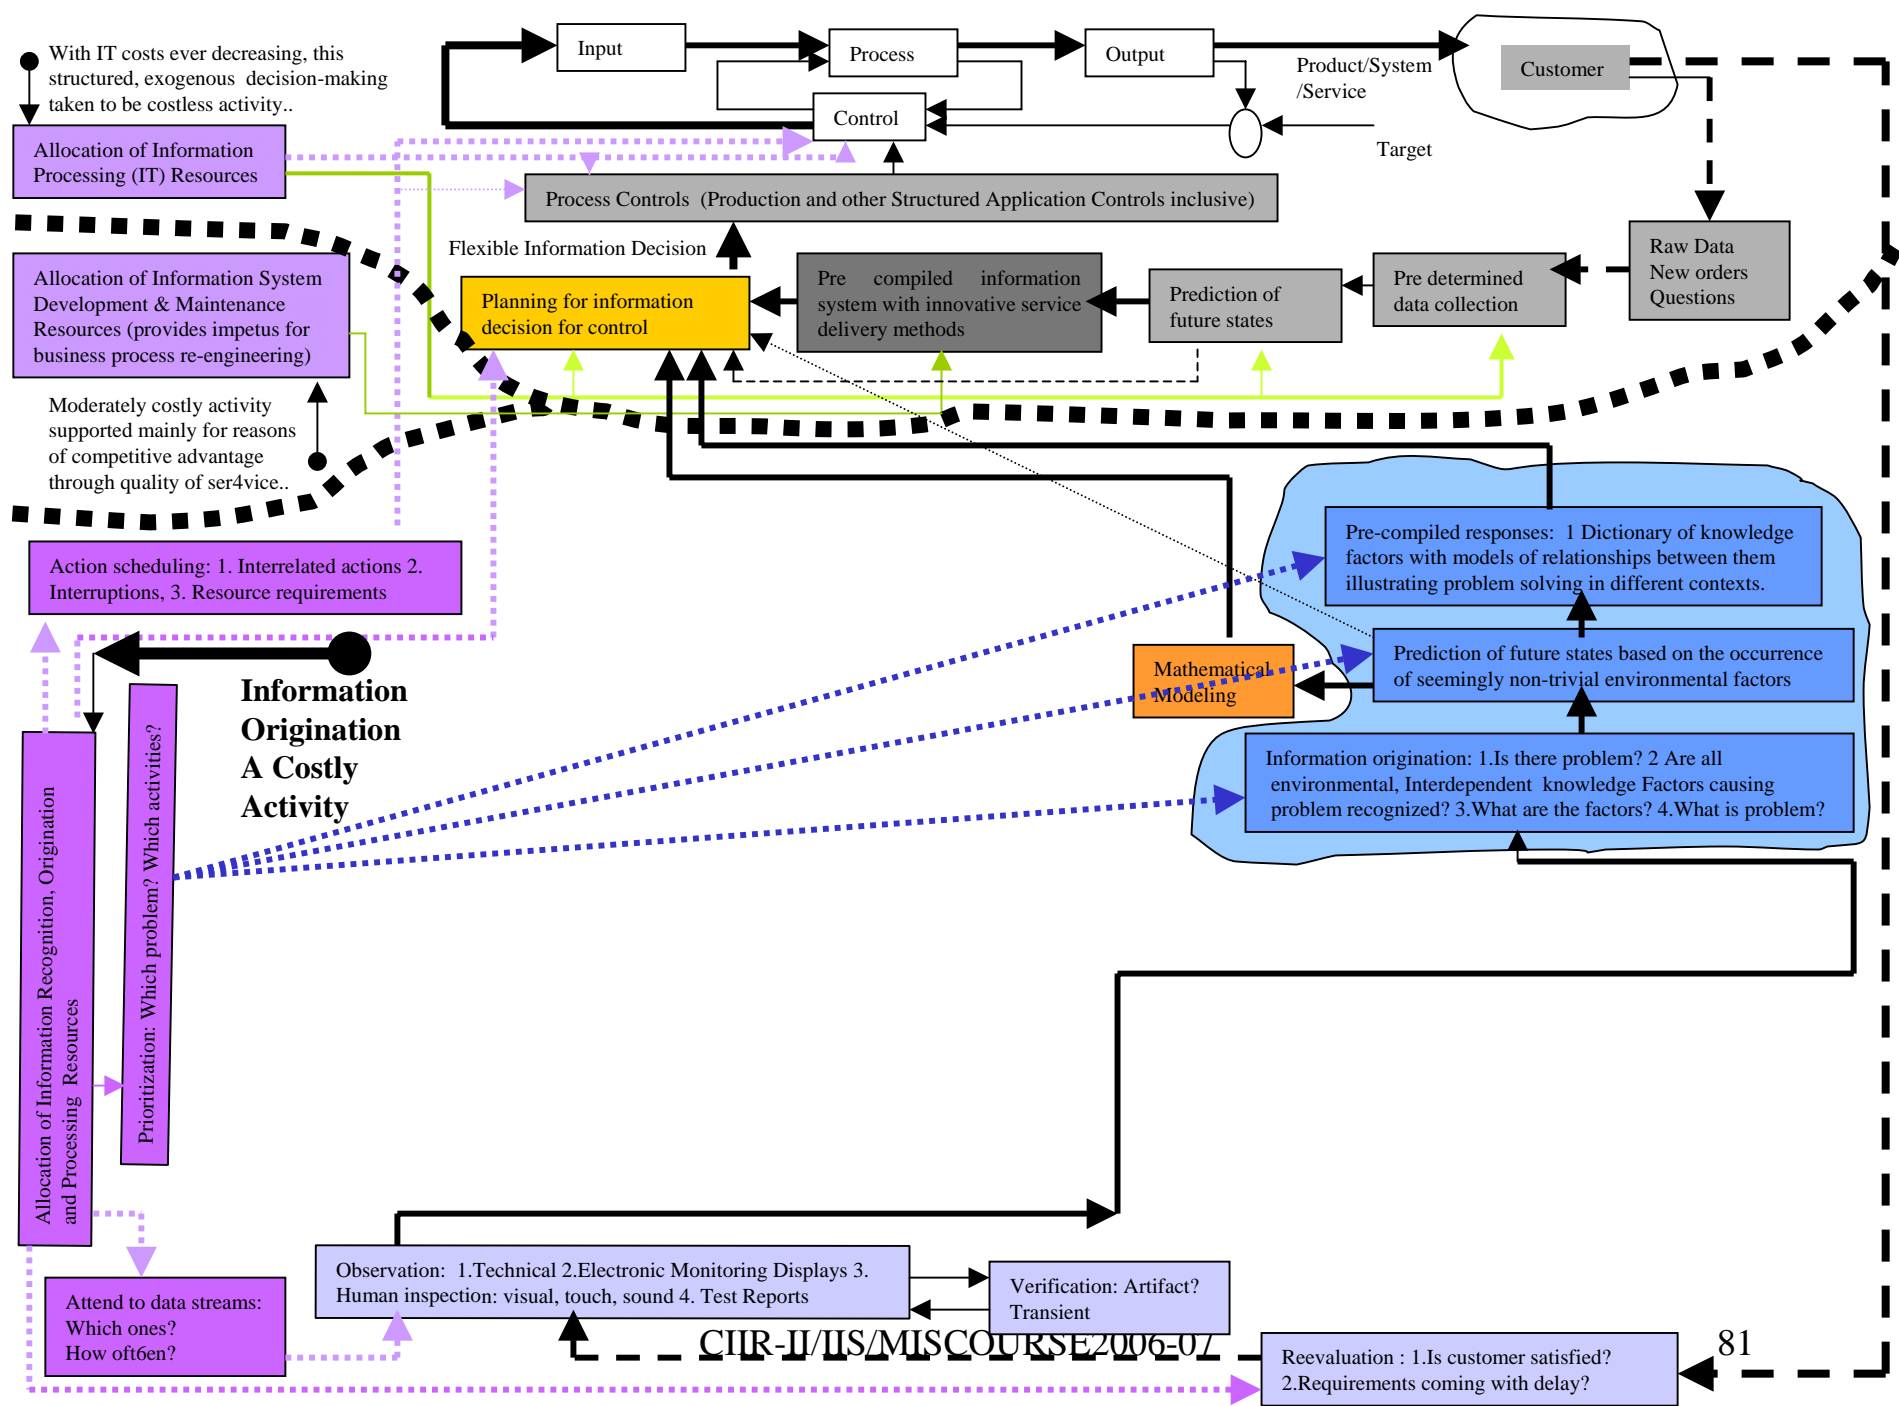 With IT costs ever decreasing, this
structured, exogenous decision-making
taken to be costless activity..
Input
Process
Output
Product/System
/Service
Customer
Control
Target
Allocation of Information
Processing (IT) Resources
Process Controls (Production and other Structured Application Controls inclusive)
Flexible Information Decision
Allocation of Information System
Development & Maintenance
Resources (provides impetus for
business process re-engineering)
Planning for information
decision for control
Pre compiled information
system with innovative service
delivery methods
Prediction of
future states
Pre determined
data collection
Raw Data
New orders
Questions
Moderately costly activity
supported mainly for reasons
of competitive advantage
through quality of ser4vice..
Action scheduling: 1. Interrelated actions 2.
Interruptions, 3. Resource requirements
Pre-compiled responses: 1 Dictionary of knowledge
factors with models of relationships between them
illustrating problem solving in different contexts.
Mathematical
Modeling
Prediction of future states based on the occurrence
of seemingly non-trivial environmental factors
Information
Origination
A Costly
Activity
Information origination: 1.Is there problem? 2 Are all
environmental, Interdependent knowledge Factors causing
problem recognized? 3.What are the factors? 4.What is problem?
Allocation of Information Recognition, Origination
and Processing Resources
Prioritization: Which problem? Which activities?
Attend to data streams:
Which ones?
How oft6en?
Observation: 1.Technical 2.Electronic Monitoring Displays 3.
Human inspection: visual, touch, sound 4. Test Reports
Verification: Artifact?
Transient
Reevaluation : 1.Is customer satisfied?
2.Requirements coming with delay?
CIIR-II/IIS/MISCOURSE2006-07
81